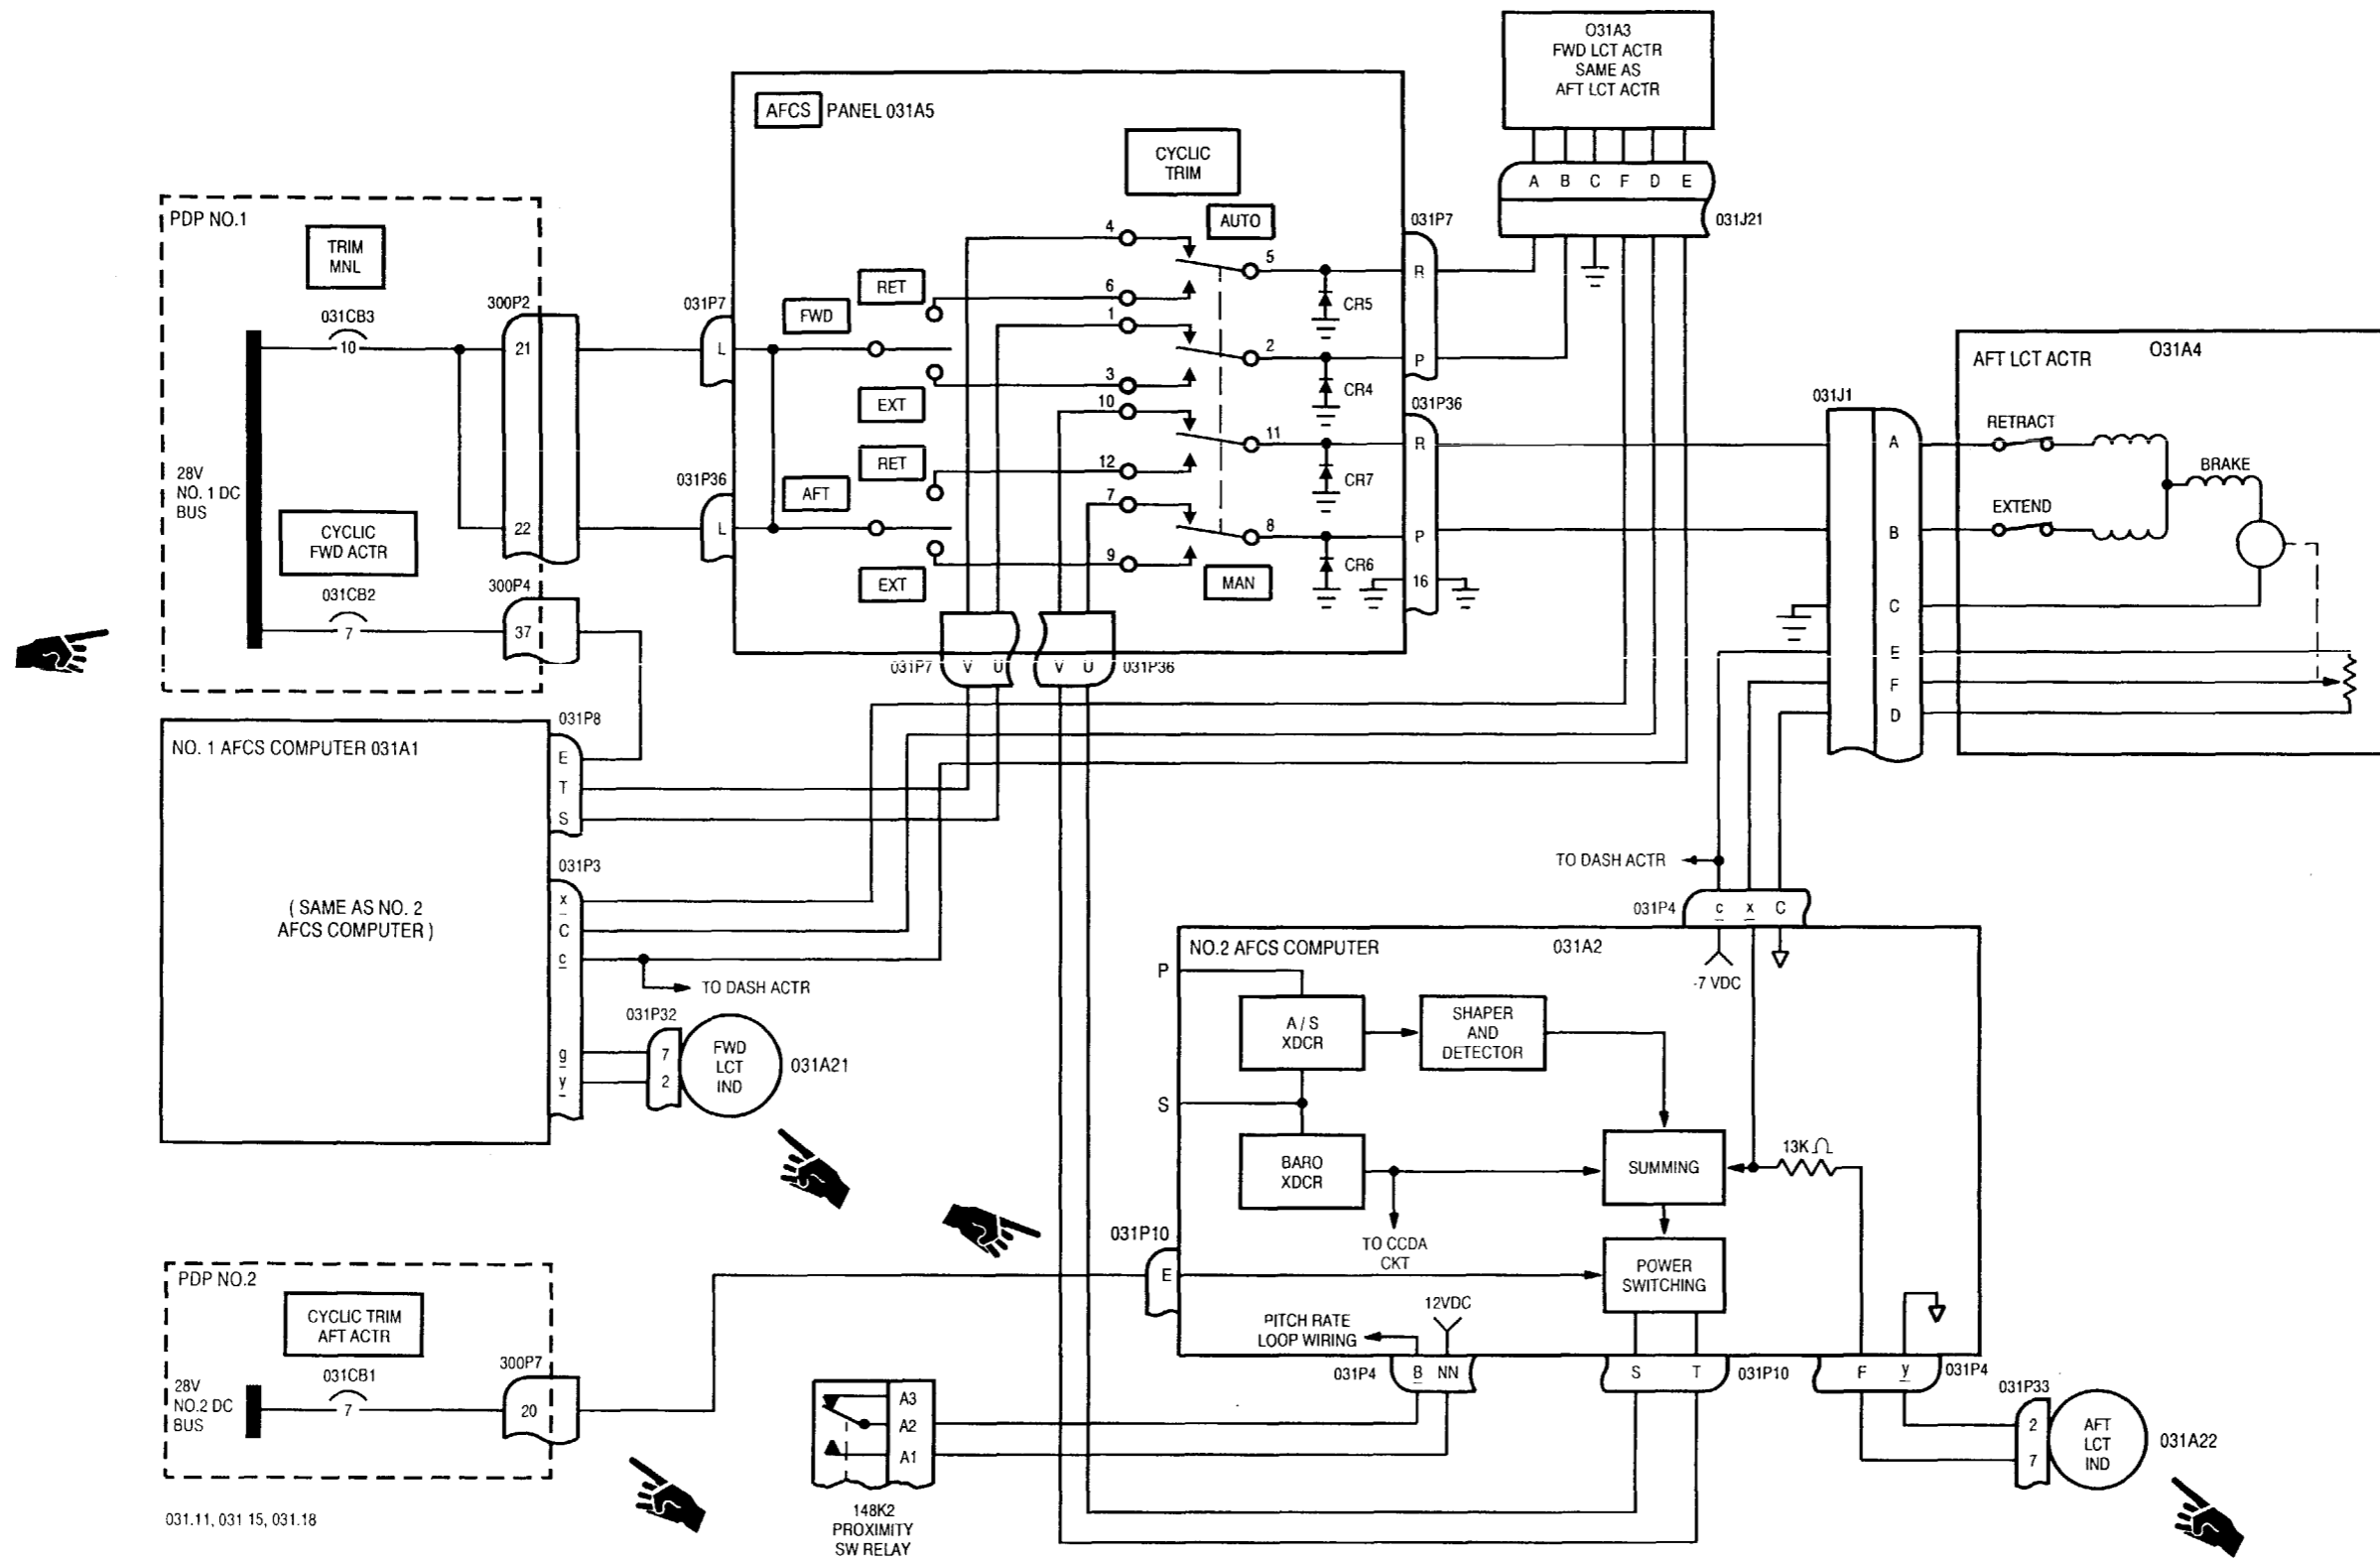 O31A3
FWD LCT ACTR
SAME AS
AFT LCT ACTR
A B C F D E
031J21
AFCS PANEL 031A5
CYCLIC
TRIM
AUTO
4
5
6
1
2
3
10
11
12
7
8
9
RET
FWD
EXT
RET
AFT
EXT
MAN
CR5
CR4
CR7
CR6
031P7
R
P
031P36
R
P
16
031P7
L
031P36
L
031P7 V U
V U 031P36
PDP NO.1
TRIM
MNL
031CB3
10
300P2
21
22
28V
NO. 1 DC
BUS
CYCLIC
FWD ACTR
031CB2
7
300P4
37
AFT LCT ACTR O31A4
031J1
RETRACT
EXTEND
BRAKE
A
B
C
E
F
D
NO. 1 AFCS COMPUTER 031A1
( SAME AS NO. 2
AFCS COMPUTER )
031P8
E
T
S
031P3
x
C
c
g
y
TO DASH ACTR
031P32
7
2
FWD
LCT
IND
031A21
TO DASH ACTR
031P4 c x C
NO.2 AFCS COMPUTER 031A2
-7 VDC
P
A / S
XDCR
SHAPER
AND
DETECTOR
S
BARO
XDCR
SUMMING
13K Ω
TO CCDA
CKT
031P10
E
POWER
SWITCHING
12VDC
PITCH RATE
LOOP WIRING
031P4 B NN
S T 031P10
F y 031P4
031P33
2
7
AFT
LCT
IND
031A22
PDP NO.2
CYCLIC TRIM
AFT ACTR
031CB1
7
300P7
20
28V
NO.2 DC
BUS
A3
A2
A1
148K2
PROXIMITY
SW RELAY
031.11, 031 15, 031.18